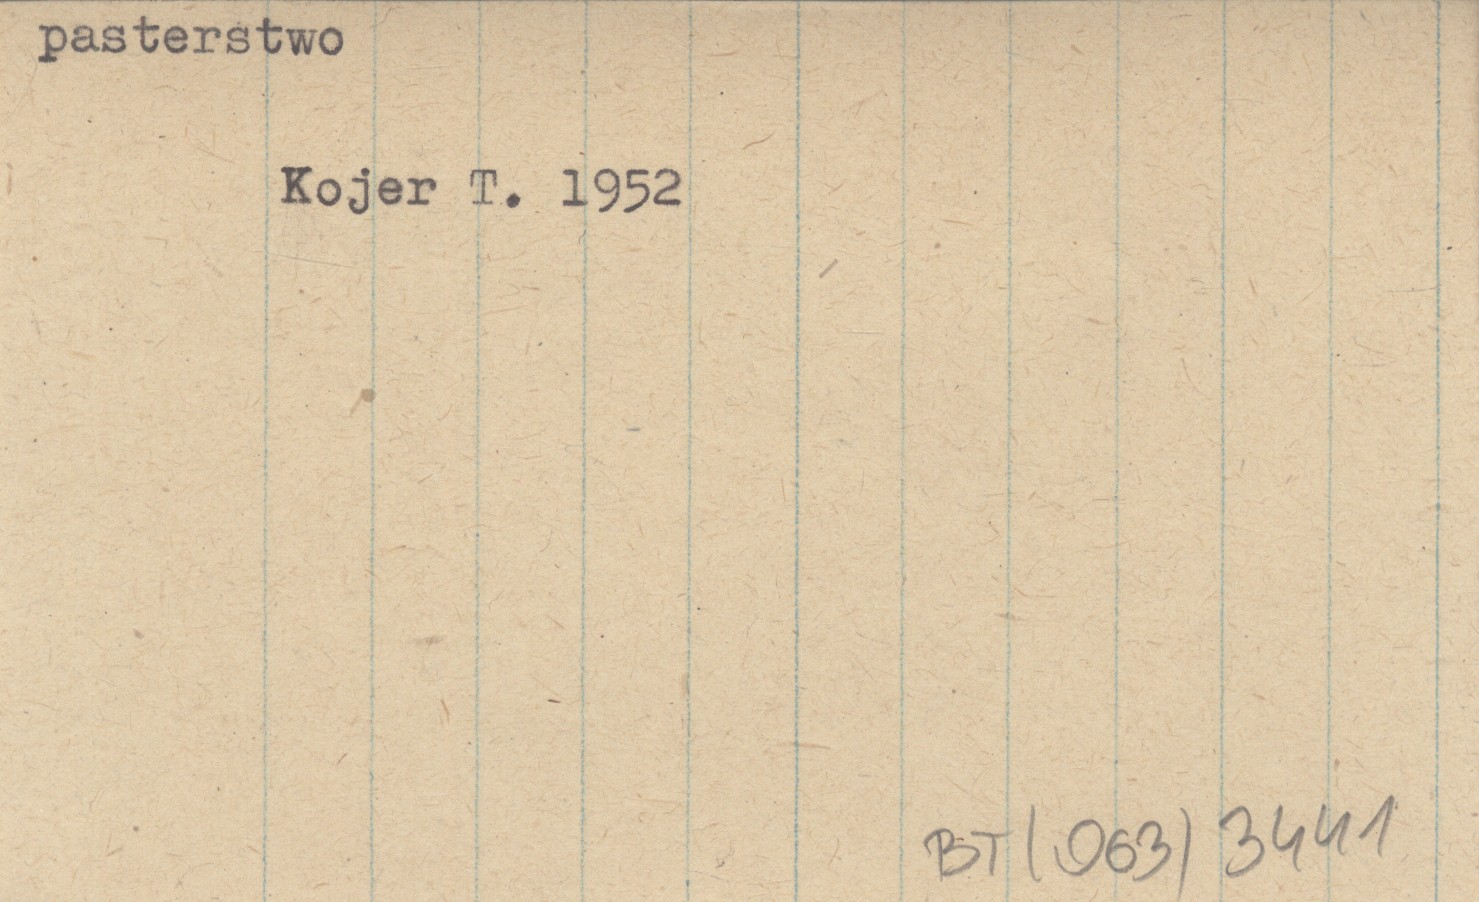 pasterstwo
Kojer T. 1952
BT (063) 3441